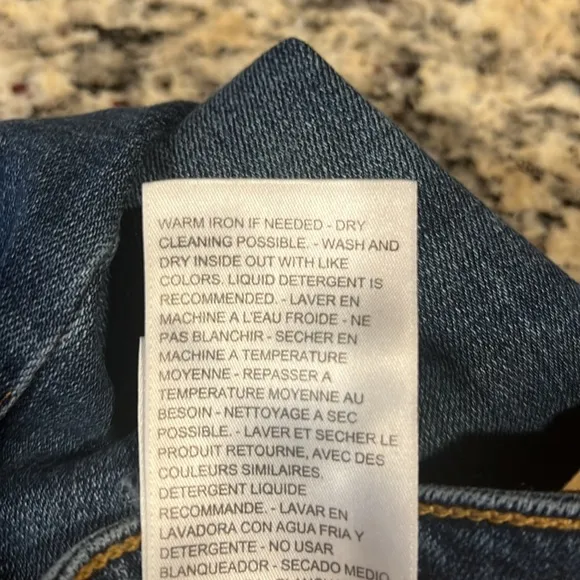 WARM IRON IF NEEDED - DRY
CLEANING POSSIBLE. - WASH AND
DRY INSIDE OUT WITH LIKE
COLORS. LIQUID DETERGENT IS
RECOMMENDED. - LAVER EN
MACHINE A L'EAU FROIDE - NE
PAS BLANCHIR - SECHER EN
MACHINE A TEMPERATURE
MOYENNE - REPASSER A
TEMPERATURE MOYENNE AU
BESOIN - NETTOYAGE A SEC
POSSIBLE. - LAVER ET SECHER LE
PRODUIT RETOURNE, AVEC DES
COULEURS SIMILAIRES.
DETERGENT LIQUIDE
RECOMMANDE. - LAVAR EN
LAVADORA CON AGUA FRIA Y
DETERGENTE - NO USAR
BLANQUEADOR - SECADO MEDIO